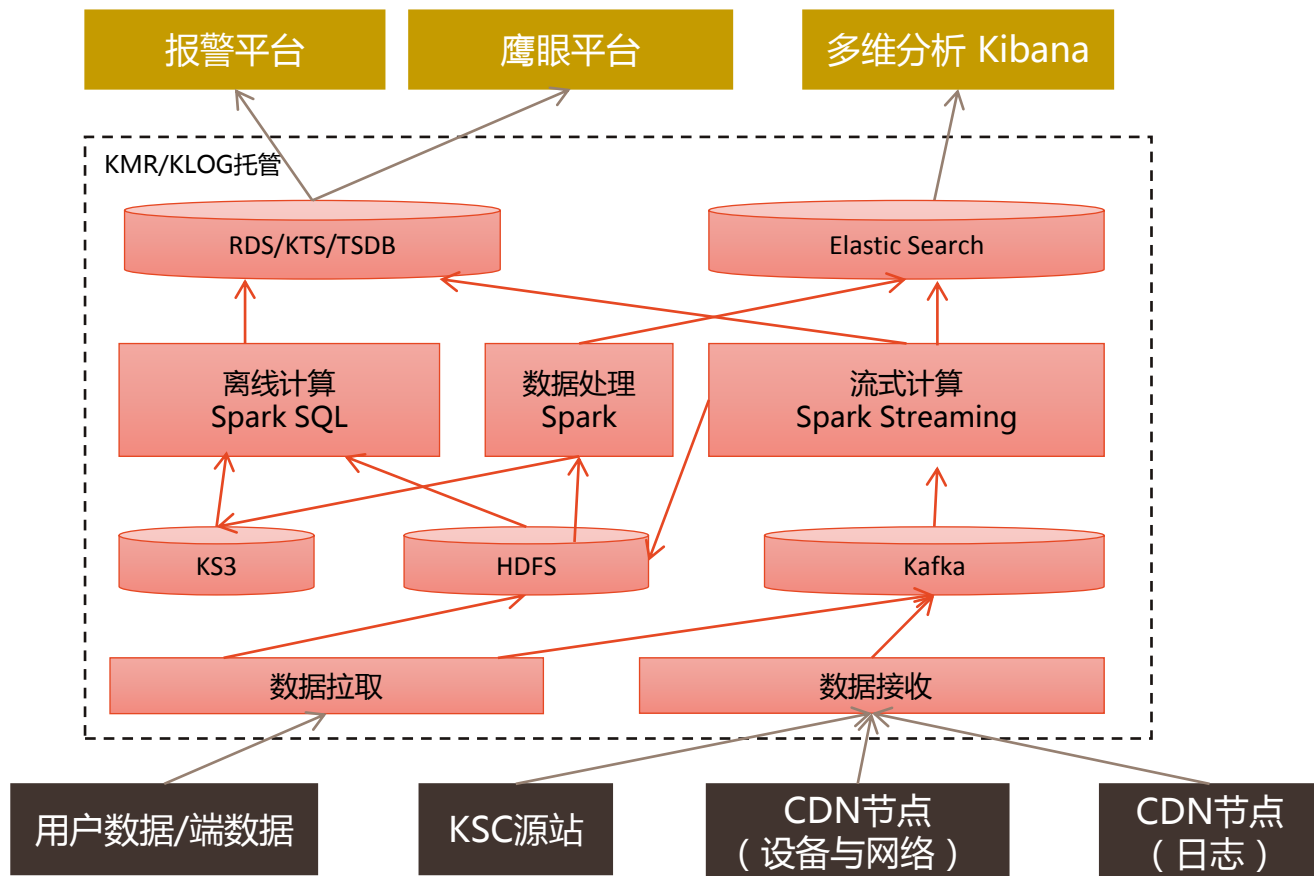 报警平台
鹰眼平台
多维分析 Kibana
KMR/KLOG托管
RDS/KTS/TSDB
Elastic Search
离线计算
Spark SQL
数据处理
Spark
流式计算
Spark Streaming
KS3
HDFS
Kafka
数据拉取
数据接收
用户数据/端数据
KSC源站
CDN节点
（设备与网络）
CDN节点
（日志）